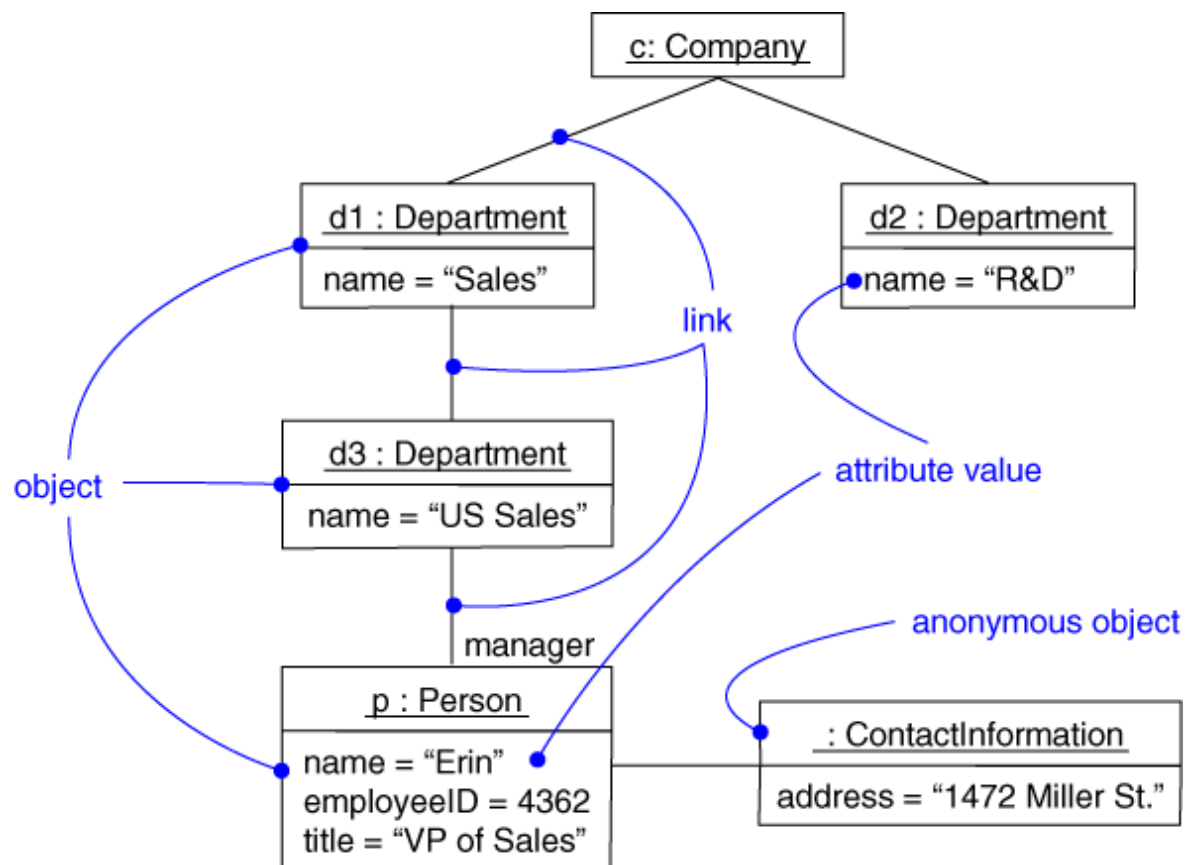 c: Company
d1 : Department
name = “Sales”
d2 : Department
name = “R&D”
link
d3 : Department
name = “US Sales”
object
attribute value
manager
anonymous object
p : Person
name = “Erin”
employeeID = 4362
title = “VP of Sales”
: ContactInformation
address = “1472 Miller St.”